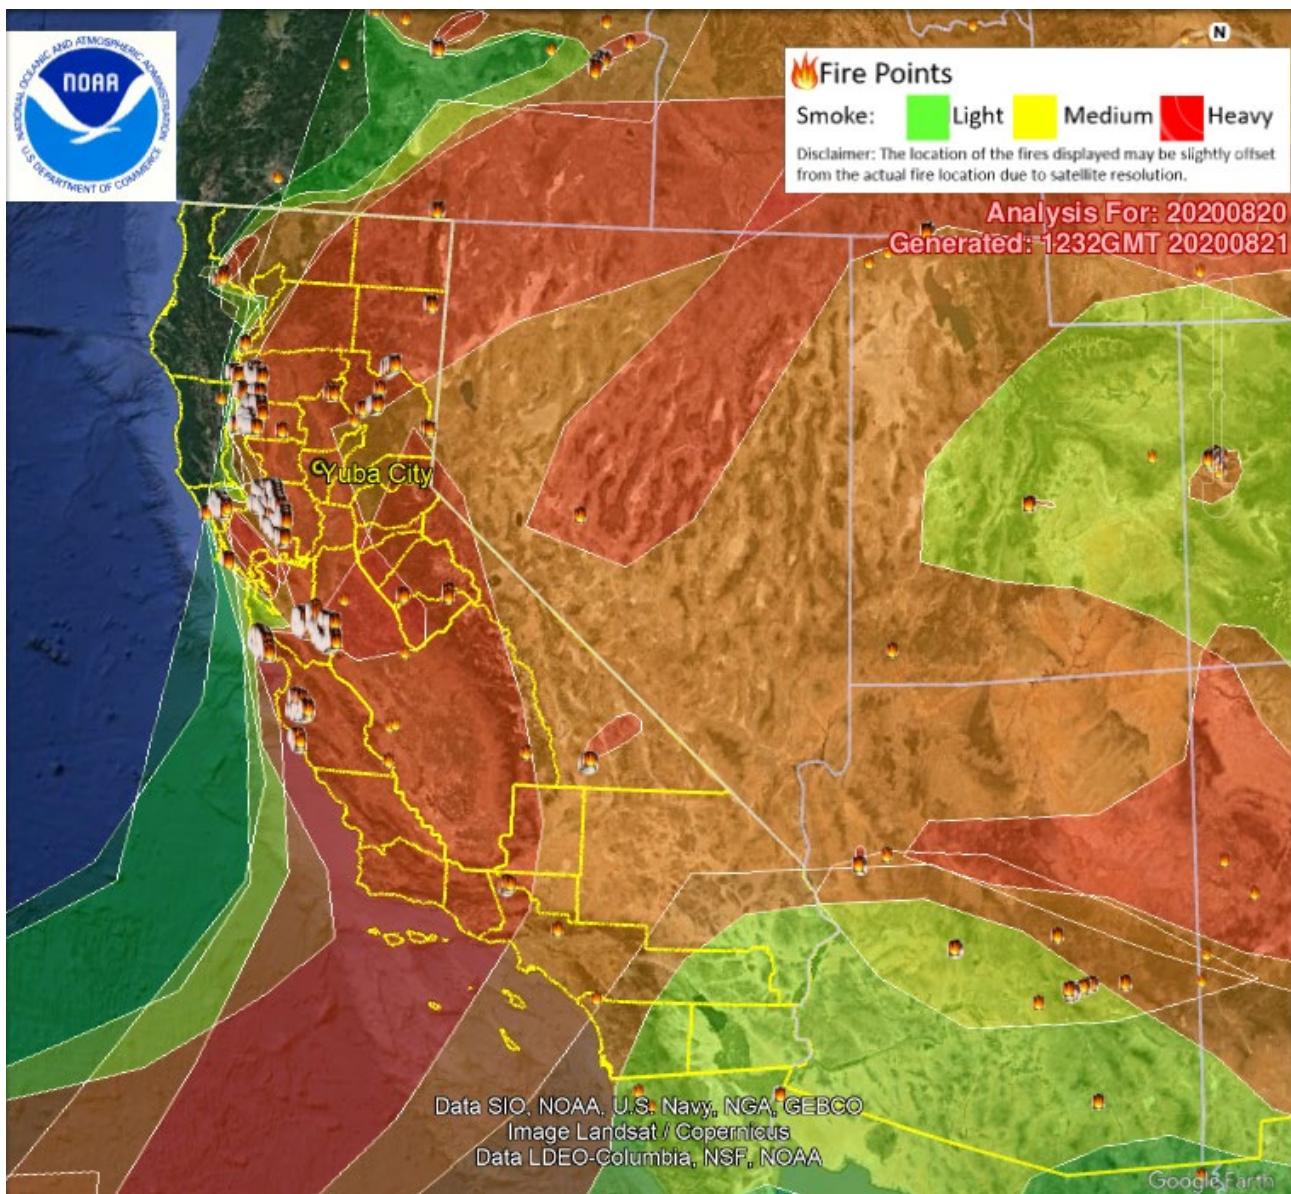 NATIONAL OCEANIC AND ATMOSPHERIC ADMINISTRATION
NOAA
U.S. DEPARTMENT OF COMMERCE
N
Fire Points
Smoke: Light Medium Heavy
Disclaimer: The location of the fires displayed may be slightly offset
from the actual fire location due to satellite resolution.
Analysis For: 20200820
Generated: 1232GMT 20200821
Yuba City
Data SIO, NOAA, U.S. Navy, NGA, GEBCO
Image Landsat / Copernicus
Data LDEO-Columbia, NSF, NOAA
Google Earth